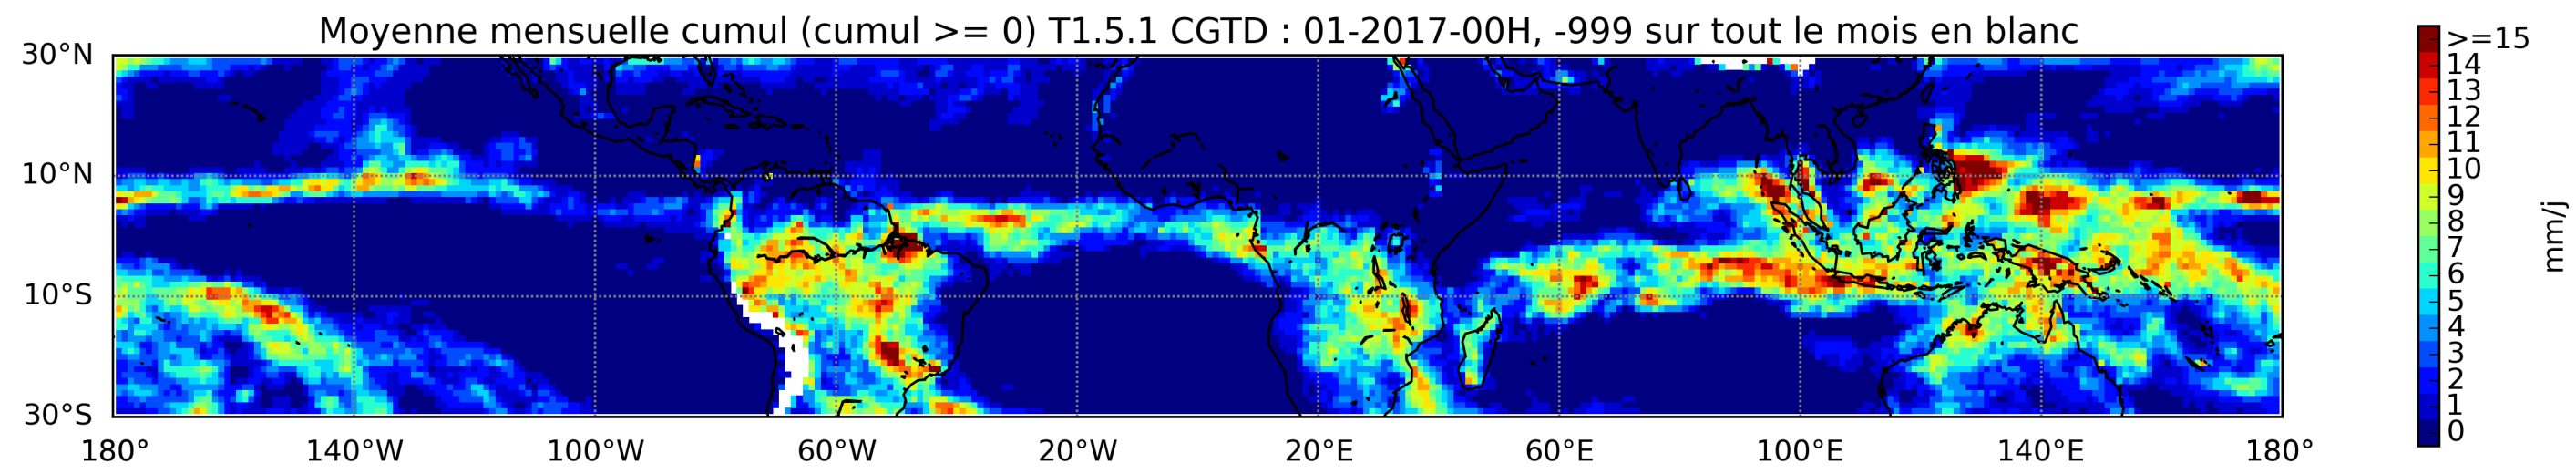 Moyenne mensuelle cumul (cumul >= 0) T1.5.1 CGTD : 01-2017-00H, -999 sur tout le mois en blanc
30°N
10°N
10°S
30°S
180° 140°W 100°W 60°W 20°W 20°E 60°E 100°E 140°E 180°
>=15
14
13
12
11
10
9
8
7
6
5
4
3
2
1
0
mm/j